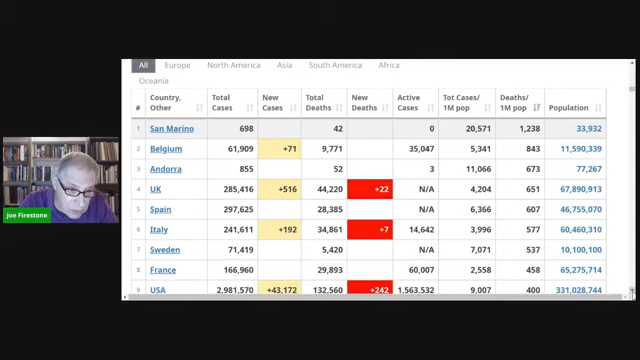 All Europe North America Asia South America Africa
Oceania
# Country, Other Total Cases New Cases Total Deaths New Deaths Active Cases Tot Cases/ 1M pop Deaths/ 1M pop Population
1 San Marino 698 42 0 20,571 1,238 33,932
2 Belgium 61,909 +71 9,771 35,047 5,341 843 11,590,339
3 Andorra 855 52 3 11,066 673 77,267
4 UK 285,416 +516 44,220 +22 N/A 4,204 651 67,890,913
5 Spain 297,625 28,385 N/A 6,366 607 46,755,070
6 Italy 241,611 +192 34,861 +7 14,642 3,996 577 60,460,310
7 Sweden 71,419 5,420 N/A 7,071 537 10,100,100
8 France 166,960 29,893 60,007 2,558 458 65,275,714
9 USA 2,981,570 +43,172 132,560 +242 1,563,532 9,007 400 331,028,744
Joe Firestone